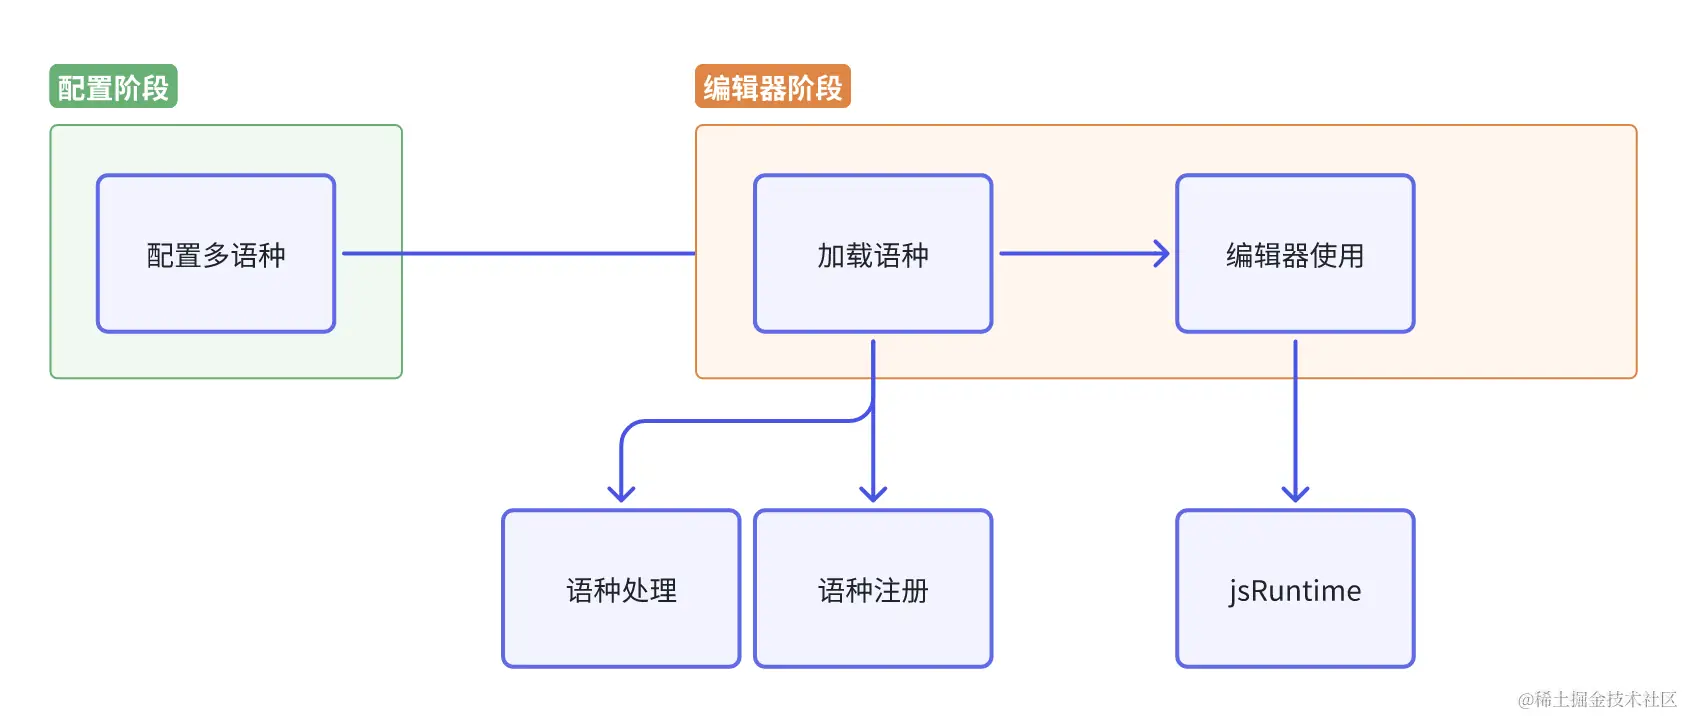 配置阶段
编辑器阶段
配置多语种
加载语种
编辑器使用
语种处理
语种注册
jsRuntime
@稀土掘金技术社区